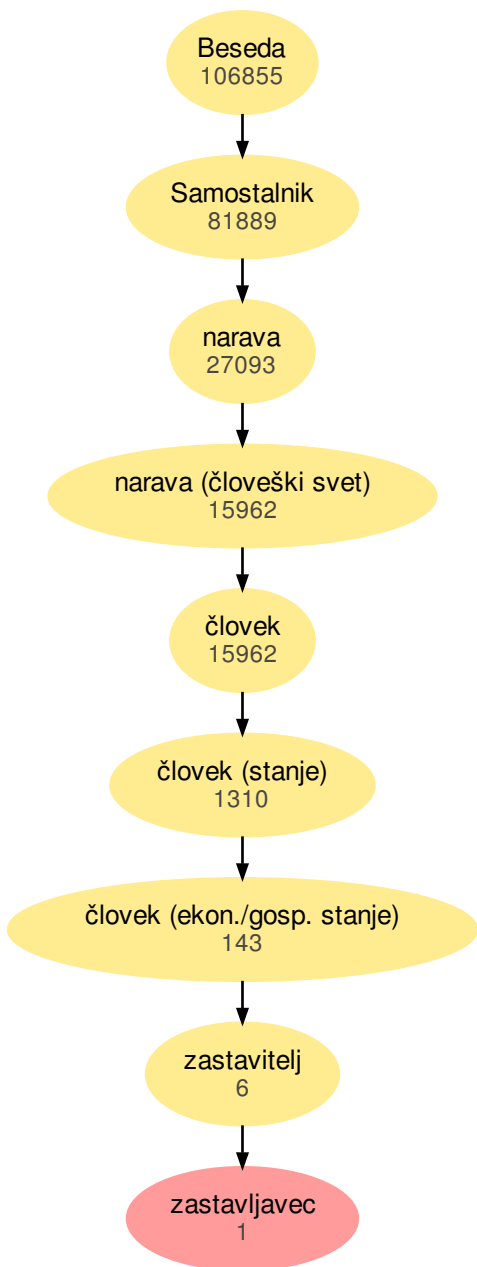 Beseda
106855
Samostalnik
81889
narava
27093
narava (človeški svet)
15962
človek
15962
človek (stanje)
1310
človek (ekon./gosp. stanje)
143
zastavitelj
6
zastavljavec
1